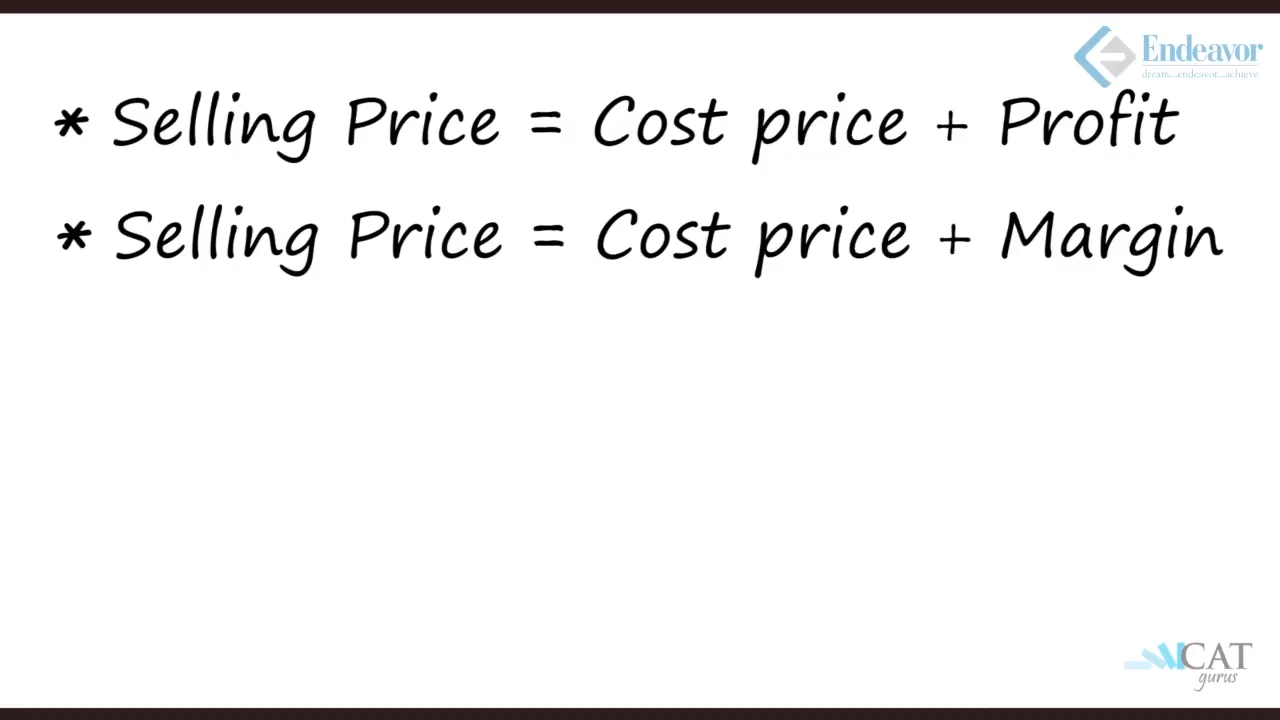 Endeavor
dream...endeavor...achieve
* Selling Price = Cost price + Profit
* Selling Price = Cost price + Margin
CAT
gurus